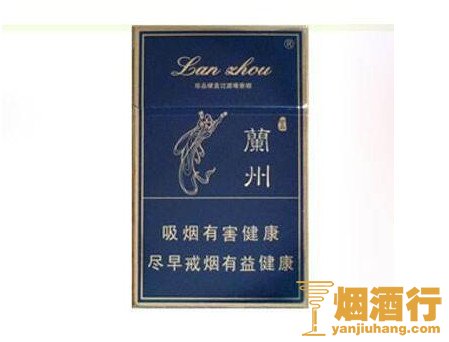 Lan zhou
®
蘭州
吸烟有害健康
尽早戒烟有益健康
烟酒行
yanjiuhang.com